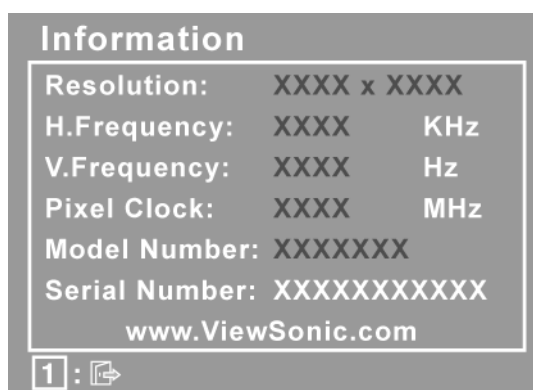 Information
Resolution: XXXX x XXXX
H.Frequency: XXXX KHz
V.Frequency: XXXX Hz
Pixel Clock: XXXX MHz
Model Number: XXXXXXX
Serial Number: XXXXXXXXXXX
www.ViewSonic.com
1 :